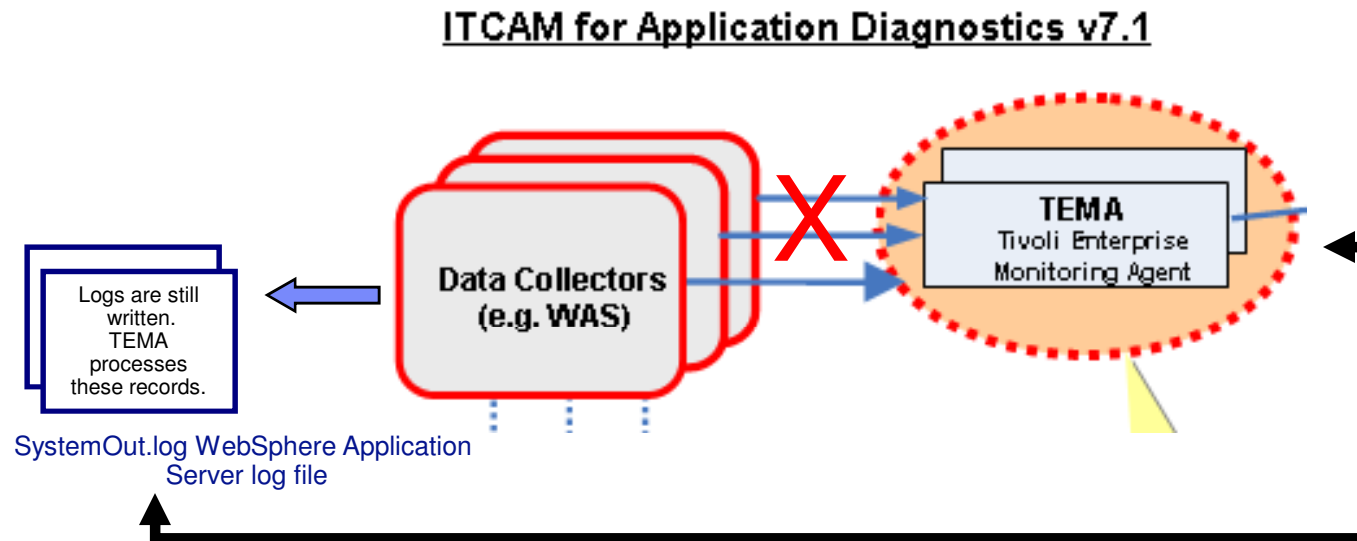 ITCAM for Application Diagnostics v7.1
X
TEMA
Tivoli Enterprise
Monitoring Agent
Data Collectors
(e.g. WAS)
Logs are still
written.
TEMA
processes
these records.
SystemOut.log WebSphere Application
Server log file